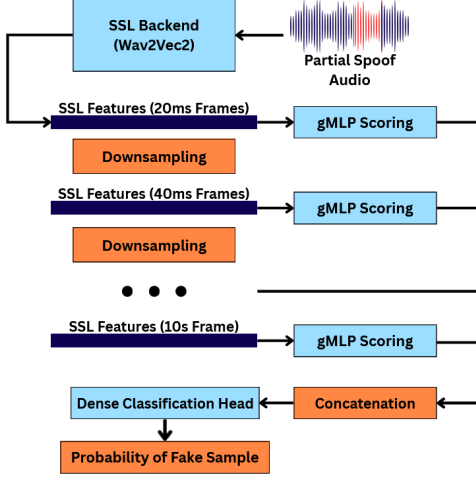 SSL Backend
(Wav2Vec2)
Partial Spoof
Audio
SSL Features (20ms Frames)
gMLP Scoring
Downsampling
SSL Features (40ms Frames)
gMLP Scoring
Downsampling
SSL Features (10s Frame)
gMLP Scoring
Dense Classification Head
Concatenation
Probability of Fake Sample